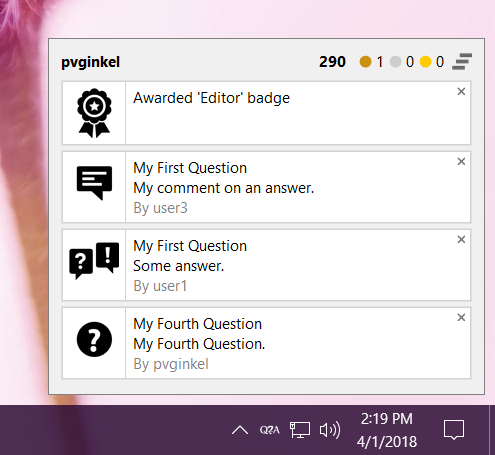 pvginkel 290 1 0 0
Awarded 'Editor' badge
My First Question
My comment on an answer.
By user3
My First Question
Some answer.
By user1
My Fourth Question
My Fourth Question.
By pvginkel
Q?A 2:19 PM
4/1/2018